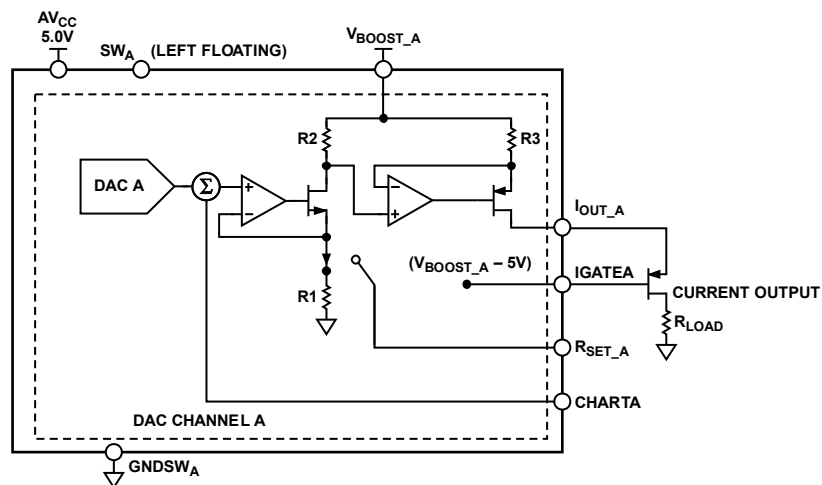 AVCC
5.0V
SWA (LEFT FLOATING)
VBOOST_A
R2
R3
DAC A
Σ
+
−
−
+
IOUT_A
(VBOOST_A – 5V)
IGATEA
CURRENT OUTPUT
R1
RLOAD
RSET_A
CHARTA
DAC CHANNEL A
GNDSWA